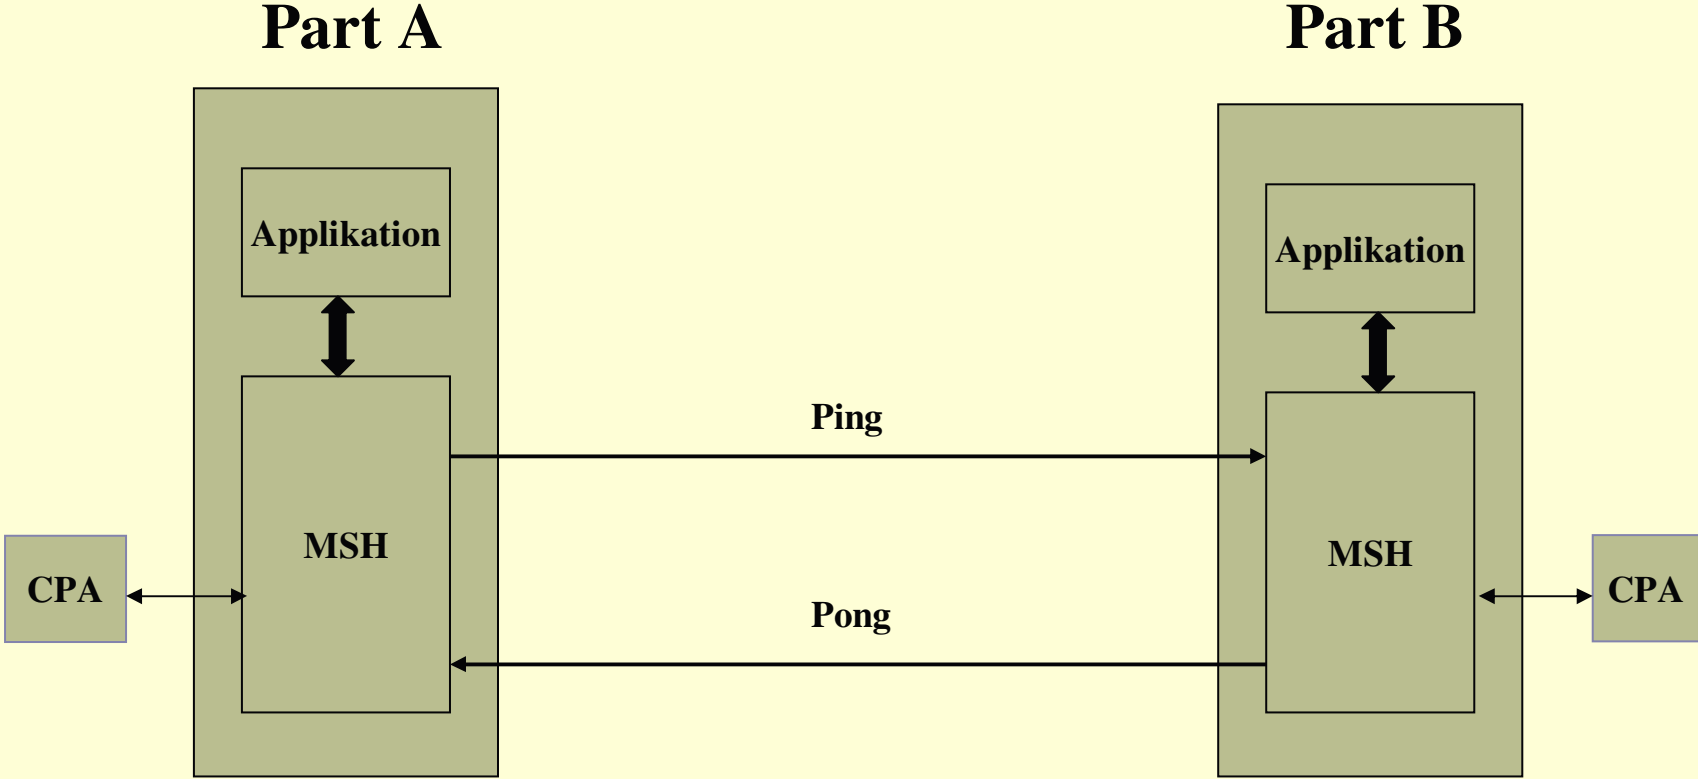 Part A
Part B
Applikation
Applikation
Ping
MSH
MSH
CPA
CPA
Pong